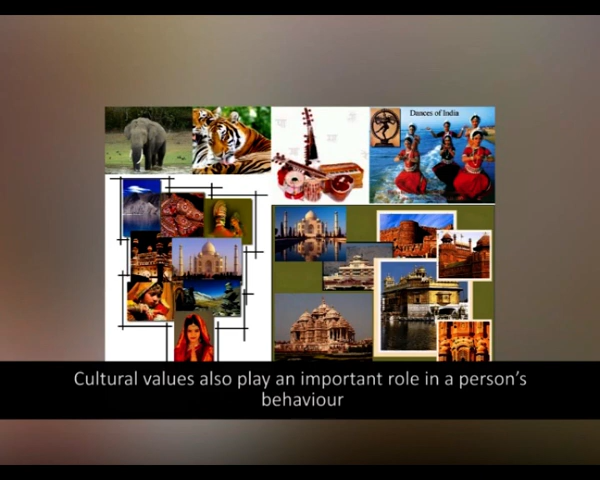 Dances of India
Cultural values also play an important role in a person's
behaviour